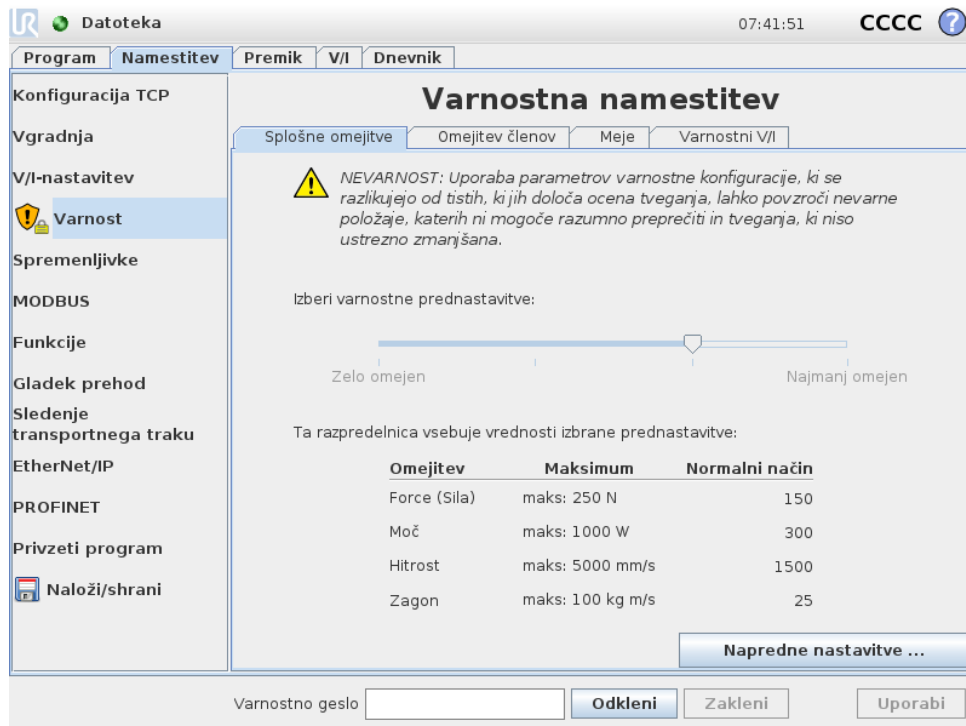 UR Datoteka 07:41:51 CCCC ?
Program Namestitev Premik V/I Dnevnik
Konfiguracija TCP
Vgradnja
V/I-nastavitev
Varnost
Spremenljivke
MODBUS
Funkcije
Gladek prehod
Sledenje
transportnega traku
EtherNet/IP
PROFINET
Privzeti program
Naloži/shrani
Varnostna namestitev
Splošne omejitve Omejitev členov Meje Varnostni V/I
NEVARNOST: Uporaba parametrov varnostne konfiguracije, ki se
razlikujejo od tistih, ki jih določa ocena tveganja, lahko povzroči nevarne
položaje, katerih ni mogoče razumno preprečiti in tveganja, ki niso
ustrezno zmanjšana.
Izberi varnostne prednastavitve:
Zelo omejen Najmanj omejen
Ta razpredelnica vsebuje vrednosti izbrane prednastavitve:
Omejitev Maksimum Normalni način
Force (Sila) maks: 250 N 150
Moč maks: 1000 W 300
Hitrost maks: 5000 mm/s 1500
Zagon maks: 100 kg m/s 25
Napredne nastavitve ...
Varnostno geslo Odkleni Zakleni Uporabi